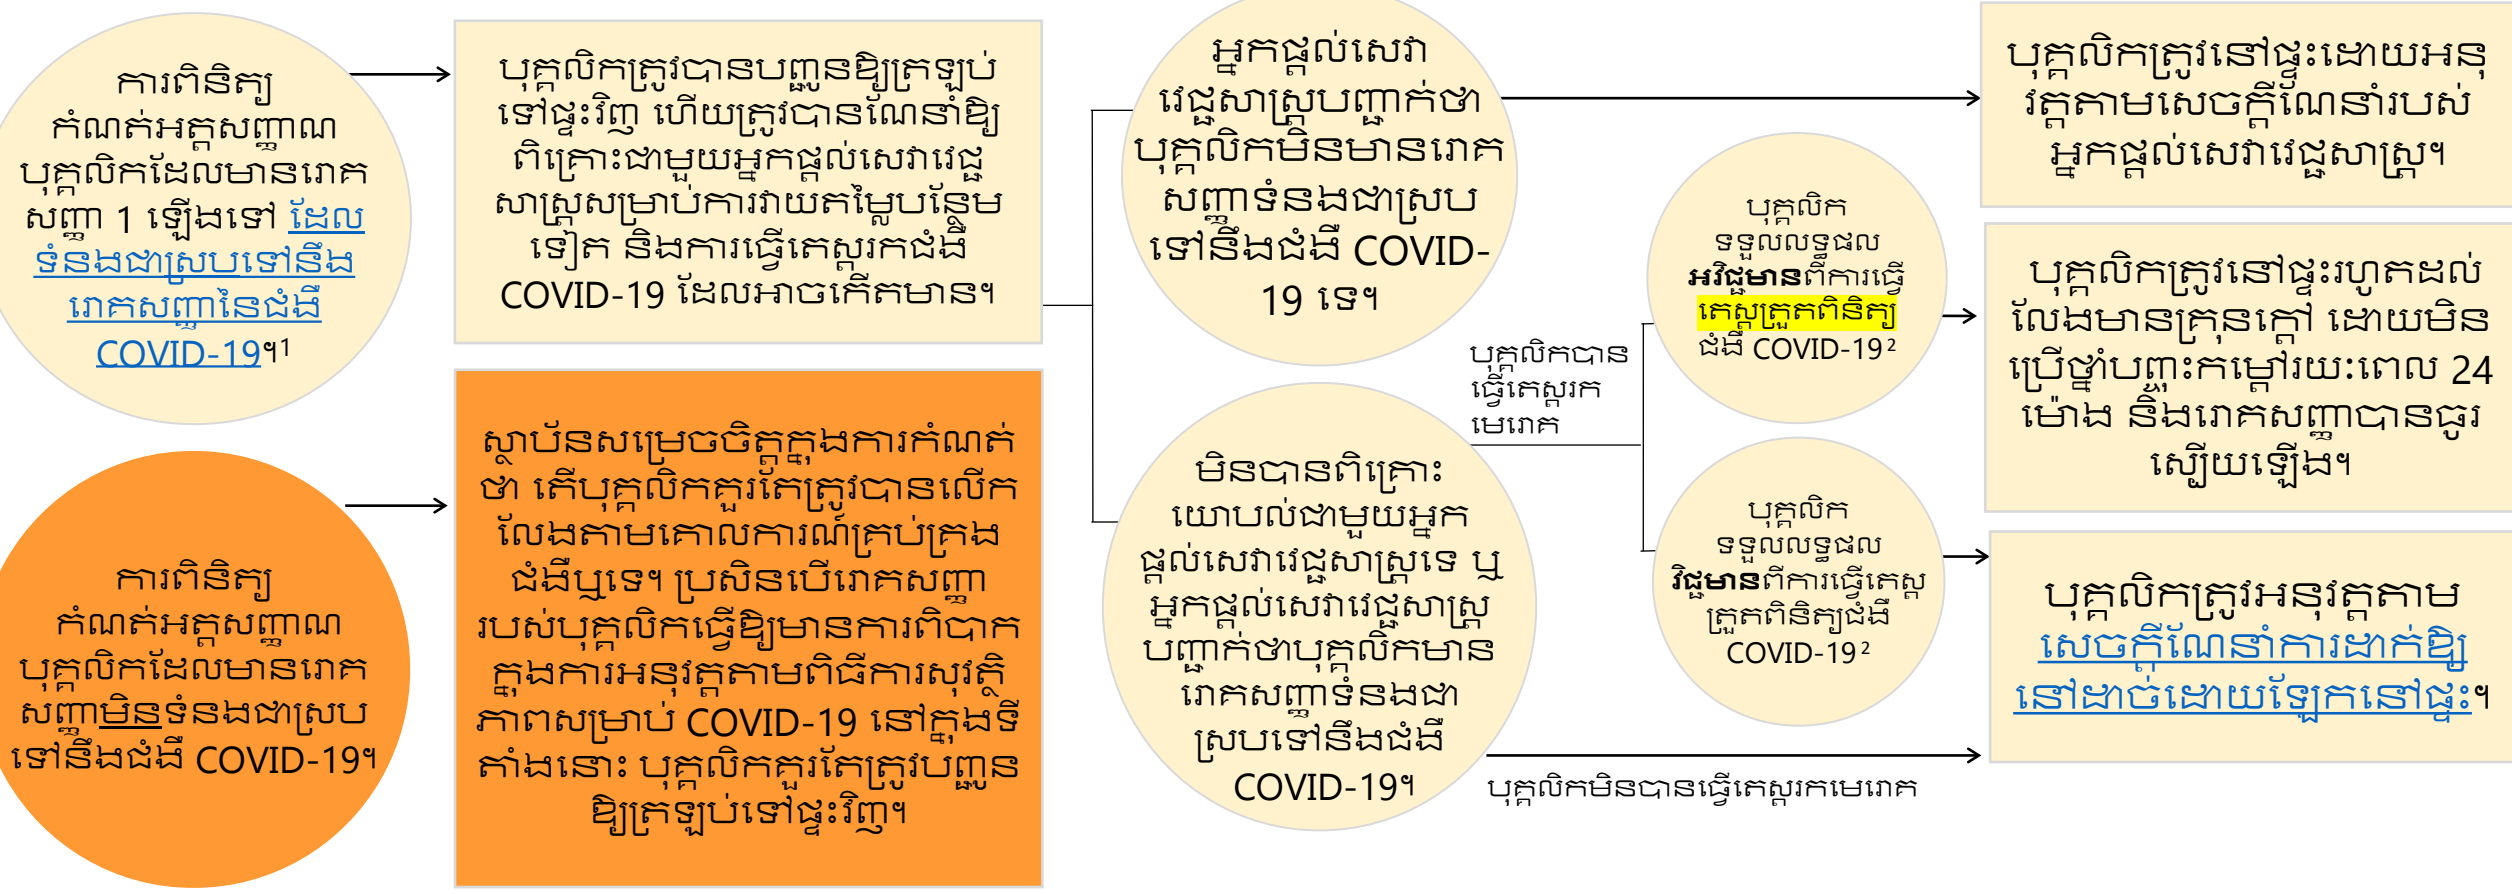 ការពិនិត្យ
កំណត់អត្តសញ្ញាណ
បុគ្គលិកដែលមានរោគ
សញ្ញា 1 ឡើងទៅ ដែល
ទំនងជាស្របទៅនឹង
រោគសញ្ញានៃជំងឺ
COVID-19។1
បុគ្គលិកត្រូវបានបញ្ជូនឱ្យត្រឡប់
ទៅផ្ទះវិញ ហើយត្រូវបានណែនាំឱ្យ
ពិគ្រោះជាមួយអ្នកផ្តល់សេវាវេជ្ជ
សាស្ត្រសម្រាប់ការវាយតម្លៃបន្ថែម
ទៀត និងការធ្វើតេស្តរកជំងឺ
COVID-19 ដែលអាចកើតមាន។
អ្នកផ្តល់សេវា
វេជ្ជសាស្ត្របញ្ជាក់ថា
បុគ្គលិកមិនមានរោគ
សញ្ញាទំនងជាស្រប
ទៅនឹងជំងឺ COVID-
19 ទេ។
បុគ្គលិកត្រូវនៅផ្ទះដោយអនុ
វត្តតាមសេចក្តីណែនាំរបស់
អ្នកផ្តល់សេវាវេជ្ជសាស្ត្រ។
បុគ្គលិក
ទទួលលទ្ធផល
អវិជ្ជមានពីការធ្វើ
តេស្តត្រួតពិនិត្យ
ជំងឺ COVID-19²
បុគ្គលិកត្រូវនៅផ្ទះរហូតដល់
លែងមានគ្រុនក្តៅ ដោយមិន
ប្រើថ្នាំបញ្ចុះកម្តៅរយៈពេល 24
ម៉ោង និងរោគសញ្ញាបានធូរ
ស្បើយឡើង។
បុគ្គលិកបាន
ធ្វើតេស្តរក
មេរោគ
ការពិនិត្យ
កំណត់អត្តសញ្ញាណ
បុគ្គលិកដែលមានរោគ
សញ្ញាមិនទំនងជាស្រប
ទៅនឹងជំងឺ COVID-19។
ស្ថាប័នសម្រេចចិត្តក្នុងការកំណត់
ថា តើបុគ្គលិកគួរតែត្រូវបានលើក
លែងតាមគោលការណ៍គ្រប់គ្រង
ជំងឺឬទេ។ ប្រសិនបើរោគសញ្ញា
របស់បុគ្គលិកធ្វើឱ្យមានការពិបាក
ក្នុងការអនុវត្តតាមពិធីការសុវត្ថិ
ភាពសម្រាប់ COVID-19 នៅក្នុងទី
តាំងនោះ បុគ្គលិកគួរតែត្រូវបញ្ជូន
ឱ្យត្រឡប់ទៅផ្ទះវិញ។
មិនបានពិគ្រោះ
យោបល់ជាមួយអ្នក
ផ្តល់សេវាវេជ្ជសាស្ត្រទេ ឬ
អ្នកផ្តល់សេវាវេជ្ជសាស្ត្រ
បញ្ជាក់ថាបុគ្គលិកមាន
រោគសញ្ញាទំនងជា
ស្របទៅនឹងជំងឺ
COVID-19។
បុគ្គលិក
ទទួលលទ្ធផល
វិជ្ជមានពីការធ្វើតេស្ត
ត្រួតពិនិត្យជំងឺ
COVID-19²
បុគ្គលិកត្រូវអនុវត្តតាម
សេចក្តីណែនាំការដាក់ឱ្យ
នៅដាច់ដោយឡែកនៅផ្ទះ។
បុគ្គលិកមិនបានធ្វើតេស្តរកមេរោគ